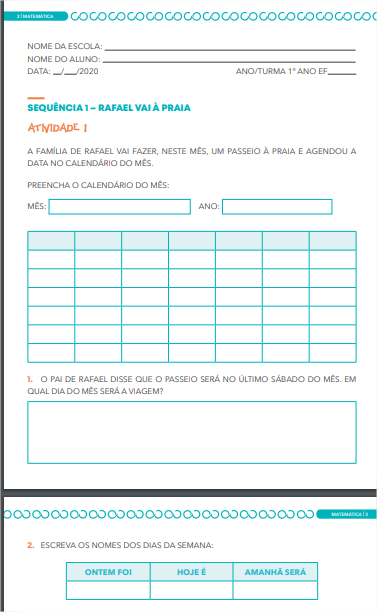 2 | MATEMÁTICA
NOME DA ESCOLA:
NOME DO ALUNO:
DATA: __/__/2020 ANO/TURMA 1º ANO EF
SEQUÊNCIA 1 – RAFAEL VAI À PRAIA
ATIVIDADE 1
A FAMÍLIA DE RAFAEL VAI FAZER, NESTE MÊS, UM PASSEIO À PRAIA E AGENDOU A
DATA NO CALENDÁRIO DO MÊS.
PREENCHA O CALENDÁRIO DO MÊS:
MÊS: ANO:
1. O PAI DE RAFAEL DISSE QUE O PASSEIO SERÁ NO ÚLTIMO SÁBADO DO MÊS. EM
QUAL DIA DO MÊS SERÁ A VIAGEM?
MATEMÁTICA | 3
2. ESCREVA OS NOMES DOS DIAS DA SEMANA:
ONTEM FOI HOJE É AMANHÃ SERÁ